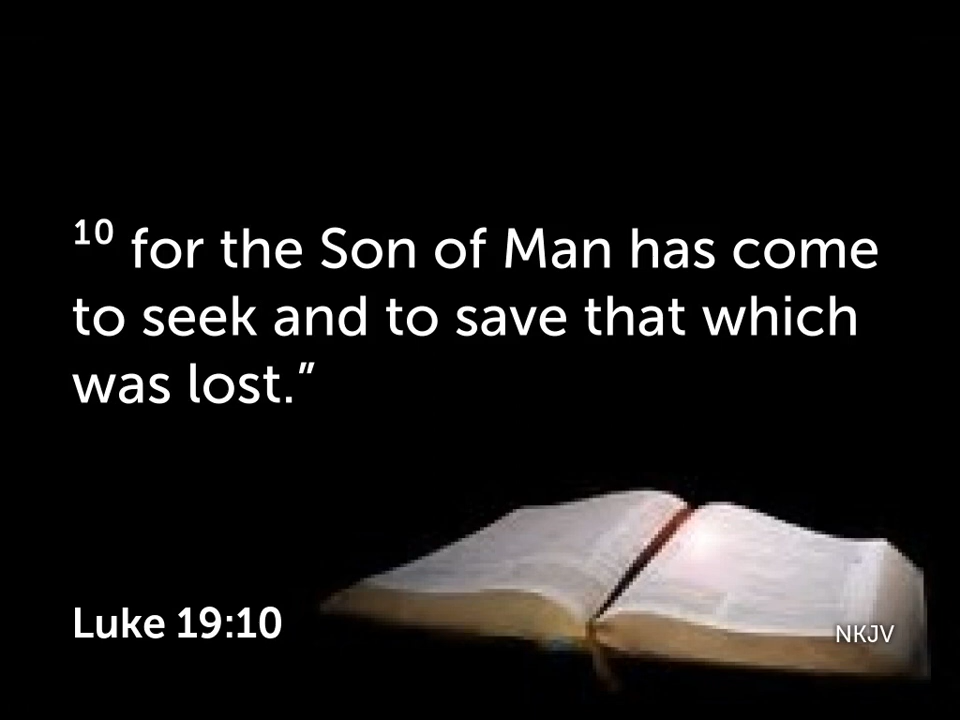 ¹⁰ for the Son of Man has come
to seek and to save that which
was lost.”
Luke 19:10
NKJV